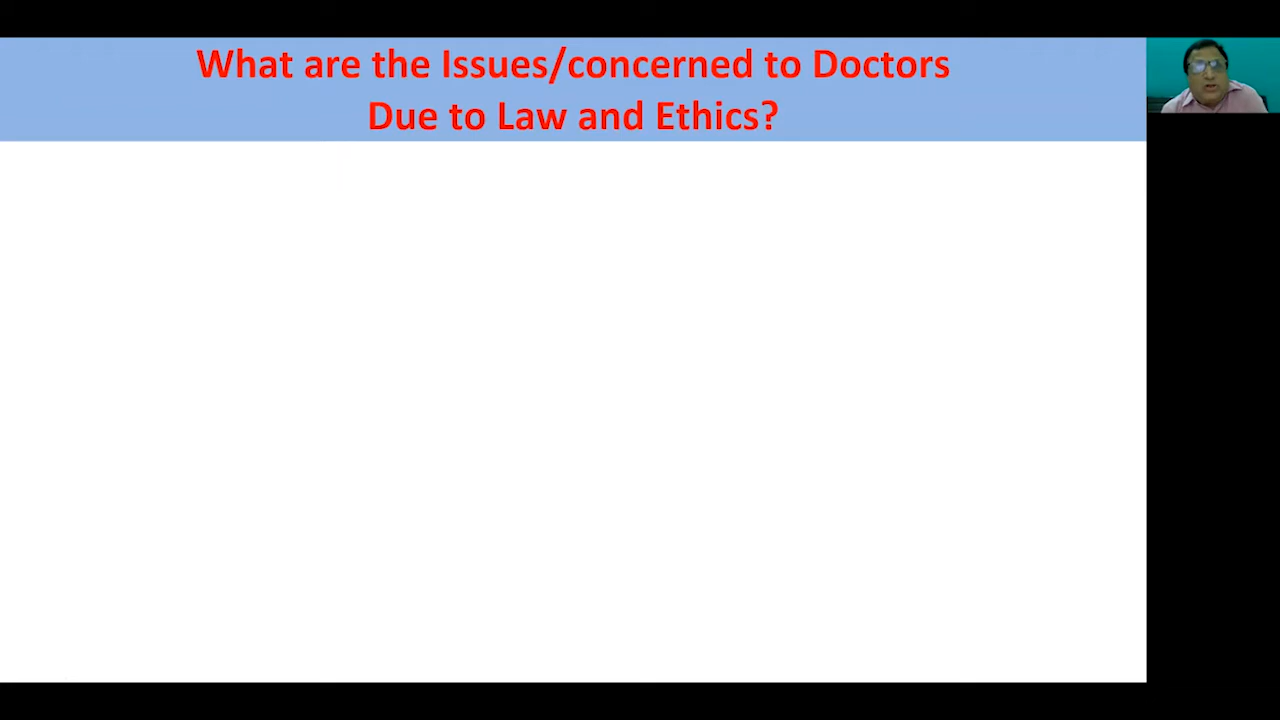 What are the Issues/concerned to Doctors
Due to Law and Ethics?